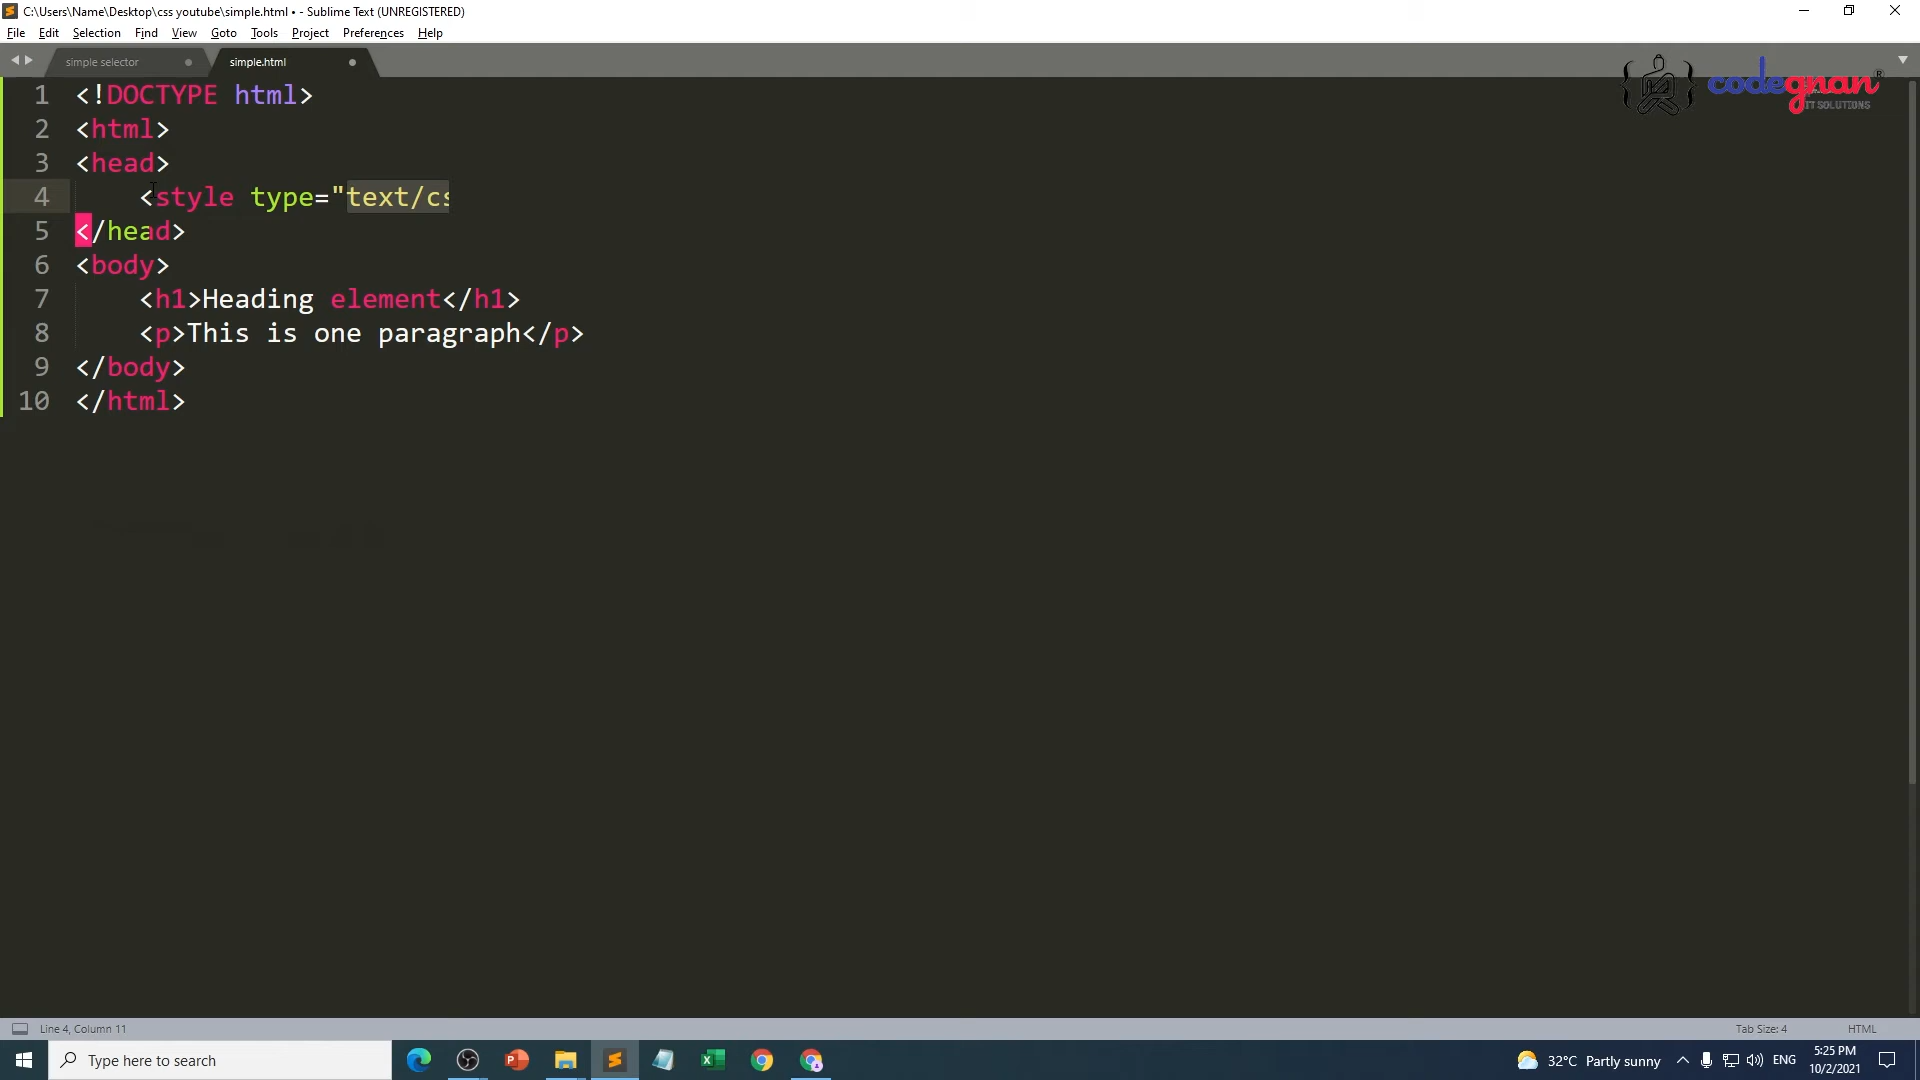 C:\Users\Name\Desktop\css youtube\simple.html • - Sublime Text (UNREGISTERED)
File Edit Selection Find View Goto Tools Project Preferences Help
simple selector simple.html
codegnan®
IT SOLUTIONS
1 <!DOCTYPE html>
2 <html>
3 <head>
4 <style type="text/cs
5 </head>
6 <body>
7 <h1>Heading element</h1>
8 <p>This is one paragraph</p>
9 </body>
10 </html>
Line 4, Column 11 Tab Size: 4 HTML
Type here to search 32°C Partly sunny ENG 5:25 PM
10/2/2021